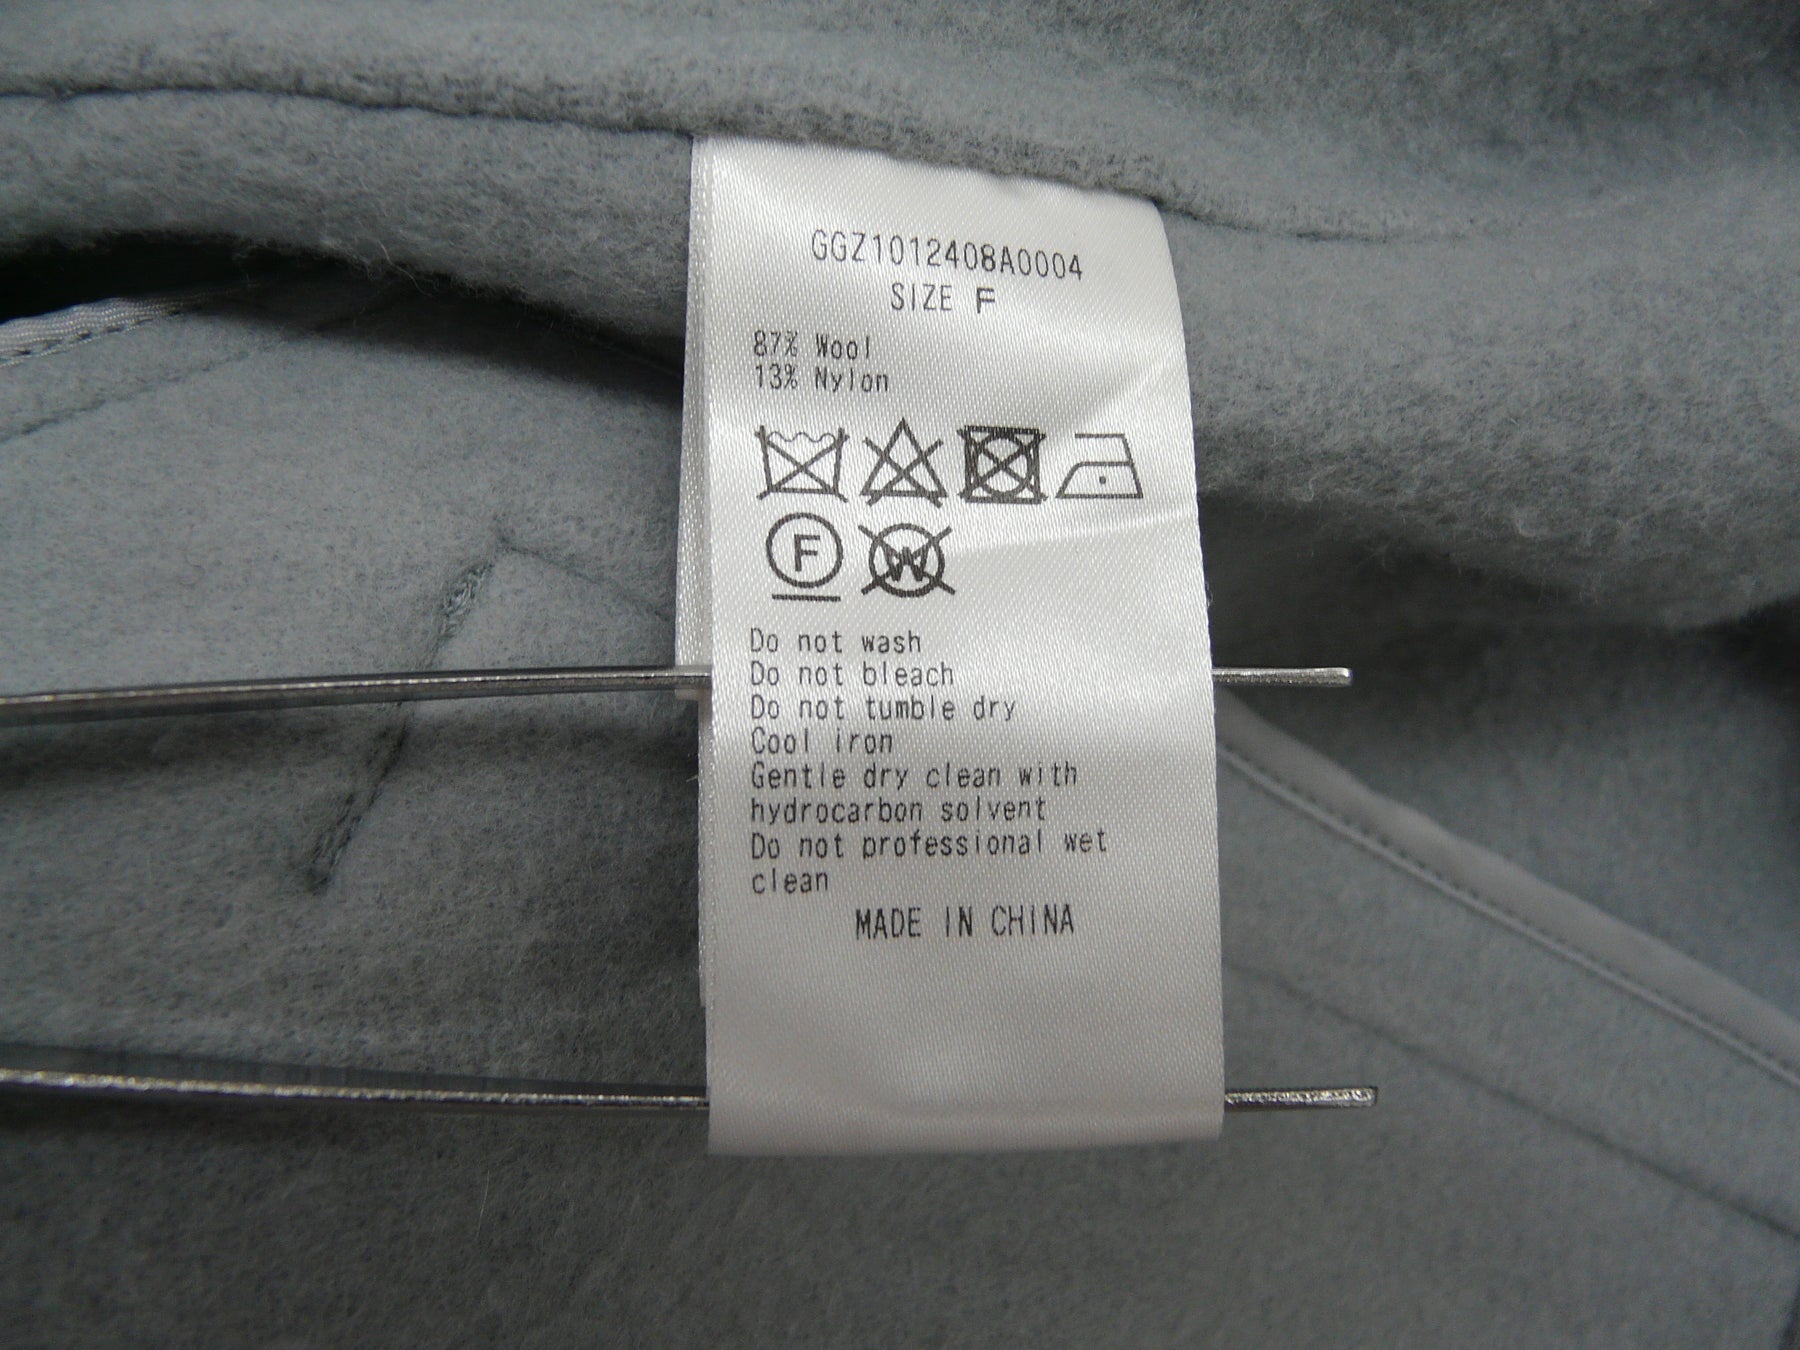 GGZ1012408A0004
SIZE F
87% Wool
13% Nylon
F W
Do not wash
Do not bleach
Do not tumble dry
Cool iron
Gentle dry clean with
hydrocarbon solvent
Do not professional wet
clean
MADE IN CHINA